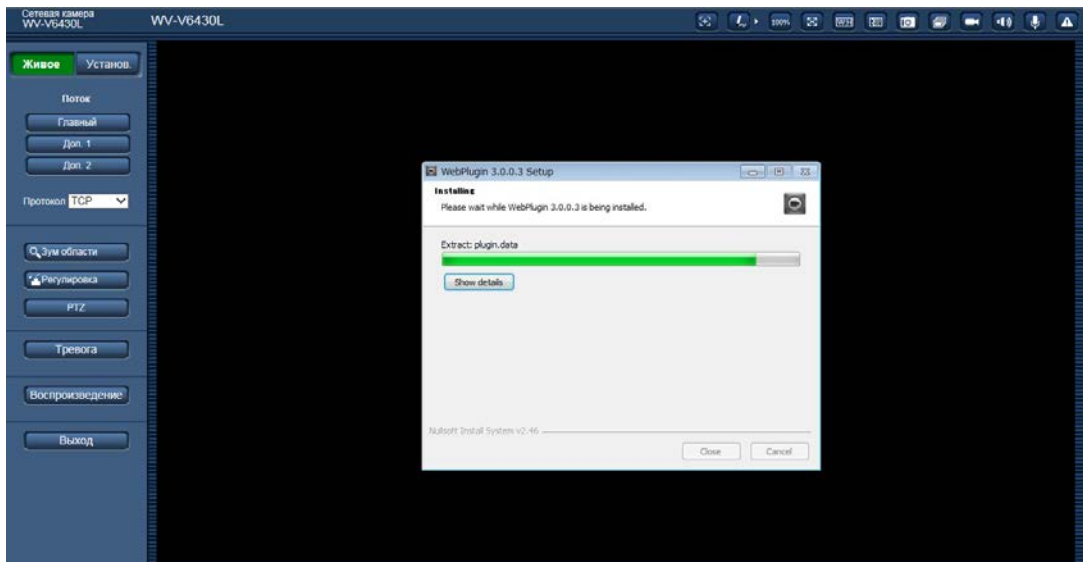 Сетевая камера
WV-V6430L
WV-V6430L
100%
Живое
Установ.
Поток
Главный
Доп. 1
Доп. 2
Протокол TCP
Зум области
Регулировка
PTZ
Тревога
Воспроизведение
Выход
WebPlugin 3.0.0.3 Setup
Installing
Please wait while WebPlugin 3.0.0.3 is being installed.
Extract: plugin.data
Show details
Nullsoft Install System v2.46
Close
Cancel